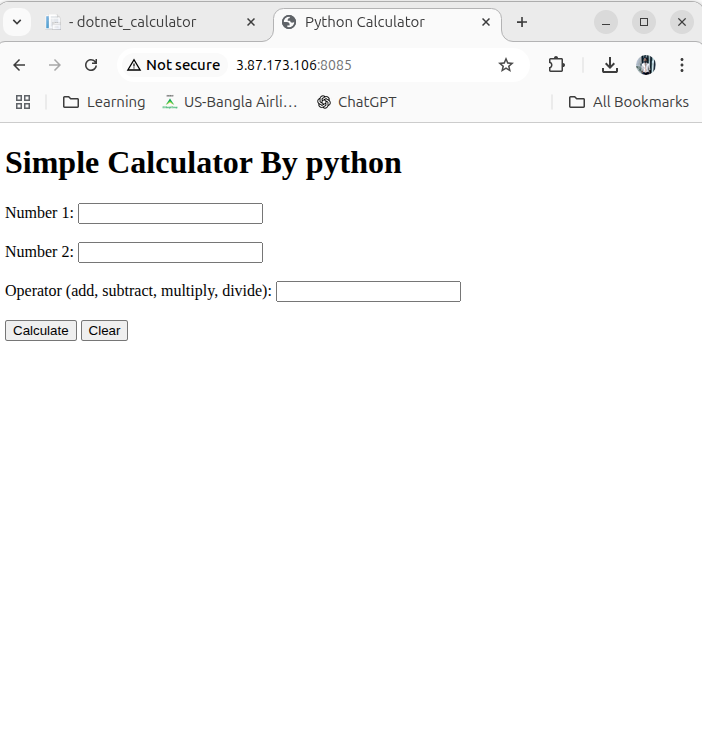 - dotnet_calculator
Python Calculator
Not secure 3.87.173.106:8085
Learning US-Bangla Airli... ChatGPT All Bookmarks
Simple Calculator By python
Number 1:
Number 2:
Operator (add, subtract, multiply, divide):
Calculate Clear